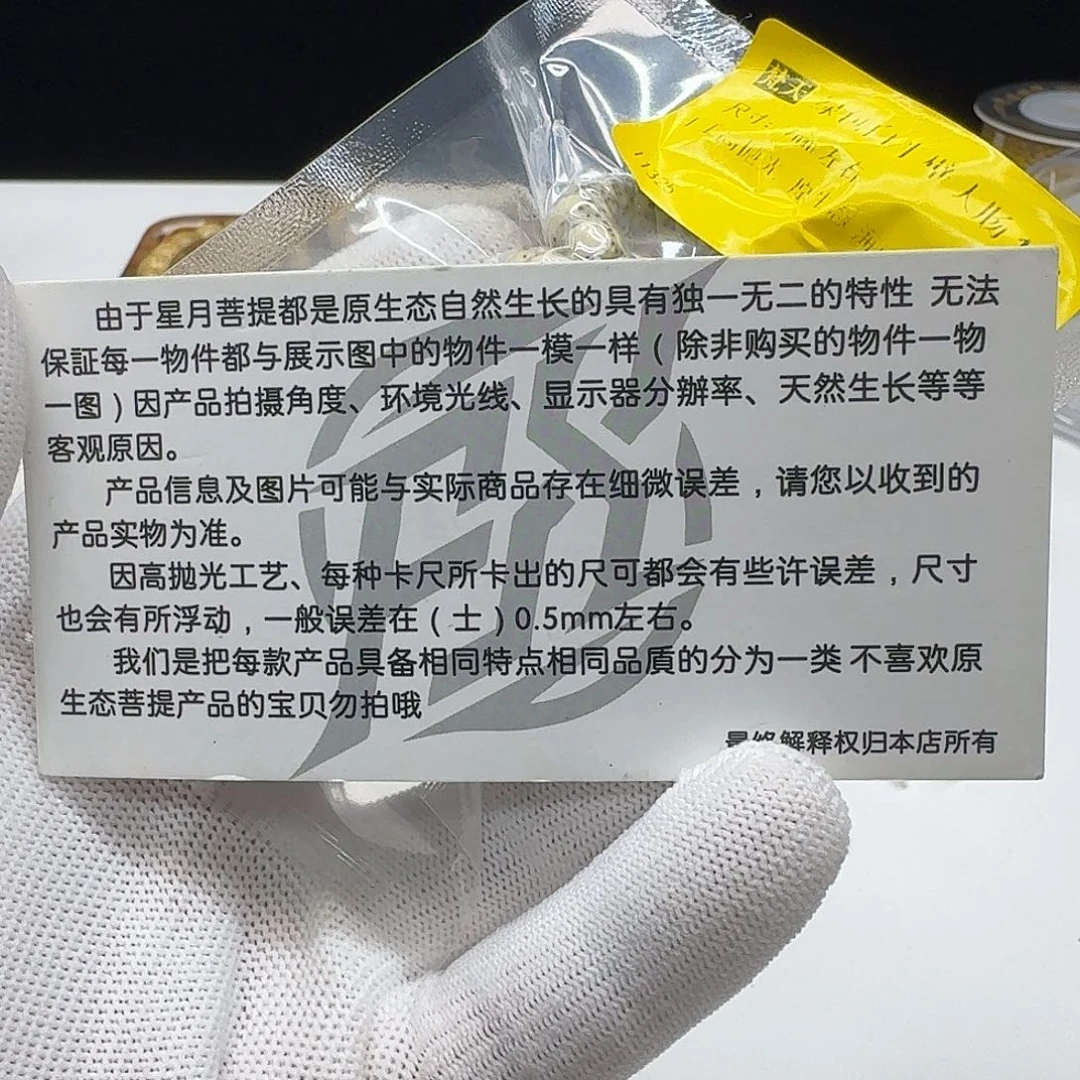 梵天
尺寸
左右
由于星月菩提都是原生态自然生长的具有独一无二的特性 无法
保証每一物件都与展示图中的物件一模一样（除非购买的物件一物
一图）因产品拍摄角度、环境光线、显示器分辦率、天然生长等等
客观原因。
产品信息及图片可能与实际商品存在细微误差，请您以收到的
产品实物为准。
因高抛光工艺、每种卡尺所卡出的尺可都会有些许误差，尺寸
也会有所浮动，一般误差在（士）0.5mm左右。
我们是把每款产品具备相同特点相同品质的分为一类 不喜欢原
生态菩提产品的宝贝勿拍哦
最终解释权归本店所有